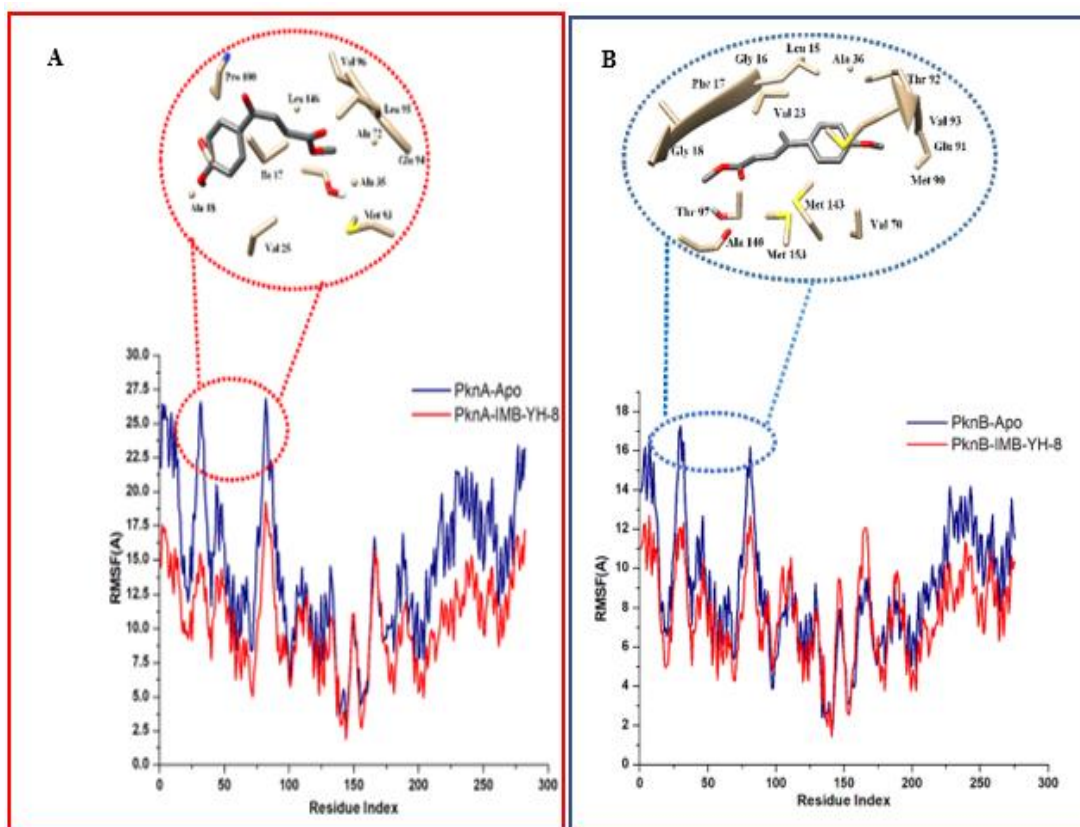 A
Pro 100
Val 96
Leu 146
Leu 95
Ala 72
Glu 94
Ile 17
Ala 35
Ala 18
Met 93
Val 25
30.0
27.5
25.0
22.5
20.0
17.5
15.0
12.5
10.0
7.5
5.0
2.5
0.0
RMSF(A)
PknA-Apo
PknA-IMB-YH-8
0 50 100 150 200 250 300
Residue Index
B
Leu 15
Gly 16
Ala 36
Phe 17
Thr 92
Val 23
Val 93
Gly 18
Glu 91
Met 90
Thr 97
Met 143
Ala 140
Val 70
Met 153
18
16
14
12
10
8
6
4
2
0
RMSF(A)
PknB-Apo
PknB-IMB-YH-8
0 50 100 150 200 250 300
Residue Index